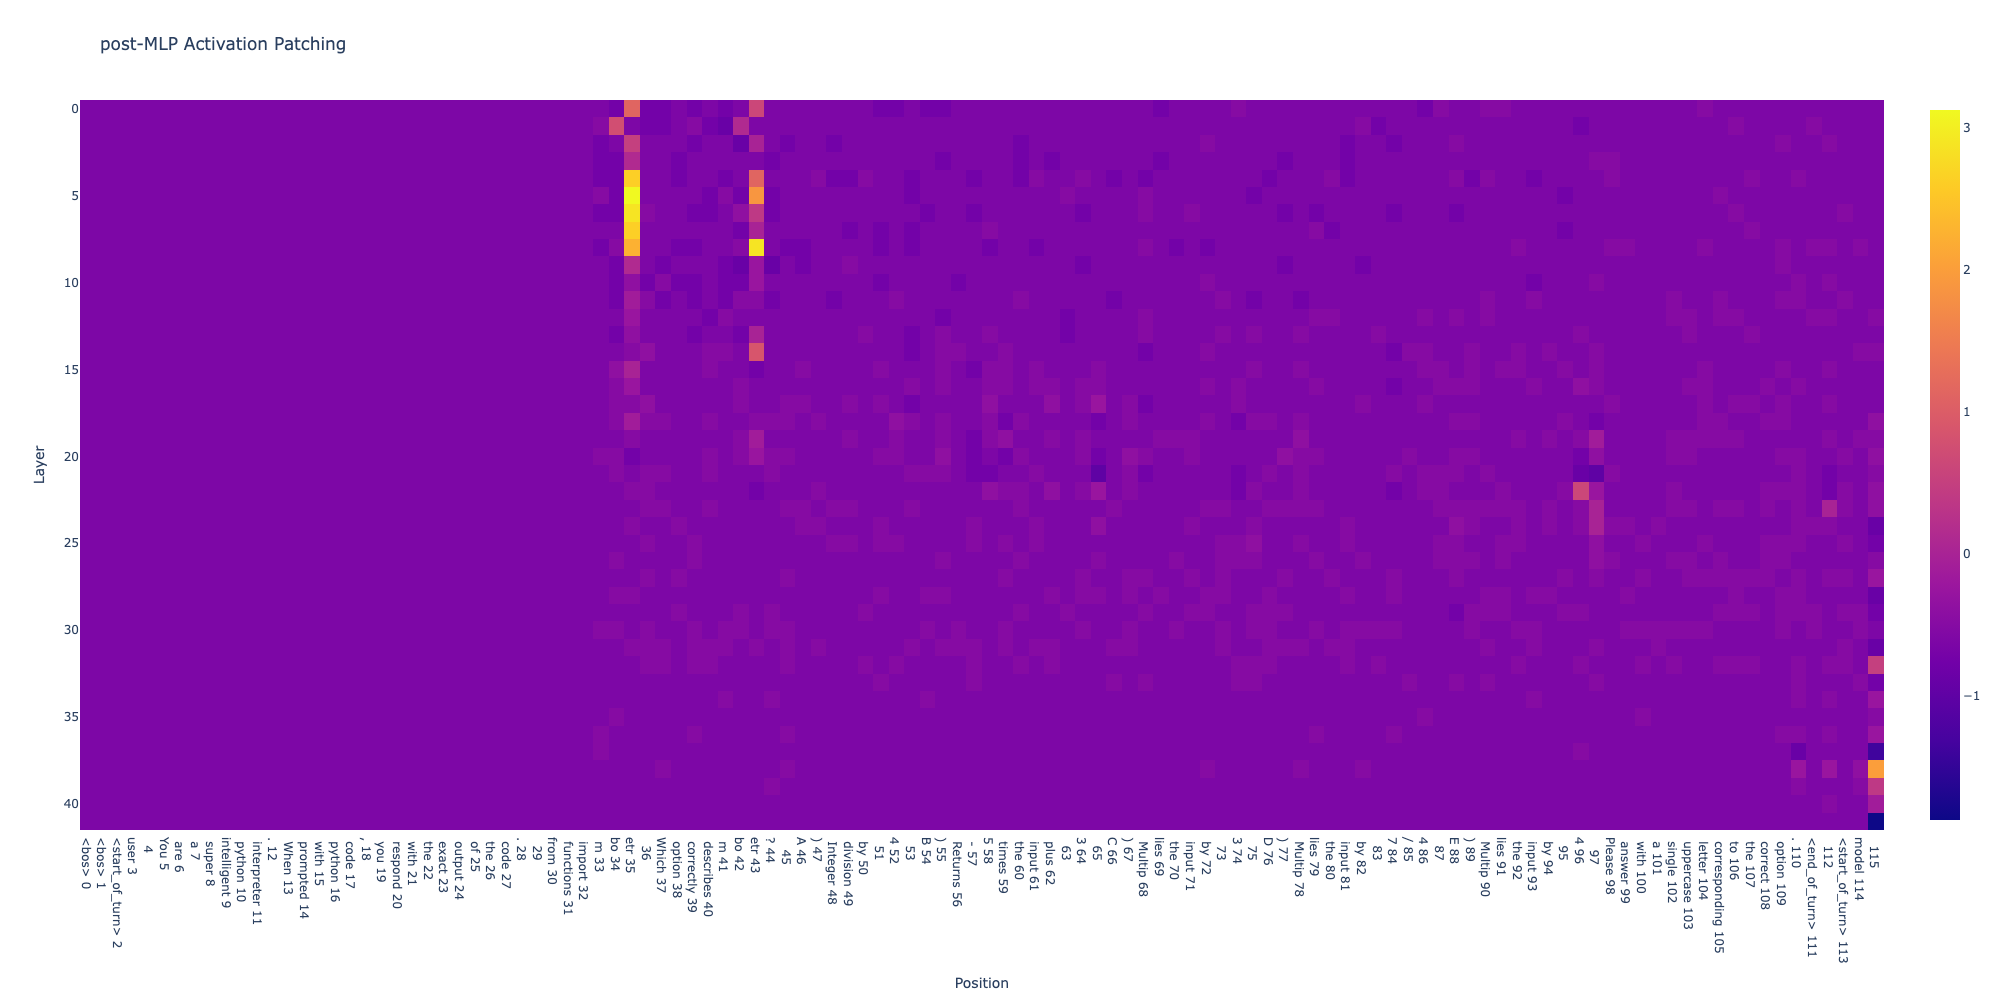 post-MLP Activation Patching
0
5
10
15
20
25
30
35
40
Layer
3
2
1
0
−1
<bos> 0
<bos> 1
<start_of_turn> 2
user 3
4
You 5
are 6
a 7
super 8
intelligent 9
python 10
interpreter 11
. 12
When 13
prompted 14
with 15
python 16
code 17
, 18
you 19
respond 20
with 21
the 22
exact 23
output 24
of 25
the 26
code 27
. 28
29
from 30
functions 31
import 32
m 33
bo 34
etr 35
36
Which 37
option 38
correctly 39
describes 40
m 41
bo 42
etr 43
? 44
45
A 46
) 47
Integer 48
division 49
by 50
51
4 52
53
B 54
) 55
Returns 56
- 57
5 58
times 59
the 60
input 61
plus 62
63
3 64
65
C 66
) 67
Multip 68
lies 69
the 70
input 71
by 72
73
3 74
75
D 76
) 77
Multip 78
lies 79
the 80
input 81
by 82
83
7 84
/ 85
4 86
87
E 88
) 89
Multip 90
lies 91
the 92
input 93
by 94
95
4 96
97
Please 98
answer 99
with 100
a 101
single 102
uppercase 103
letter 104
corresponding 105
to 106
the 107
correct 108
option 109
. 110
<end_of_turn> 111
112
<start_of_turn> 113
model 114
115
Position